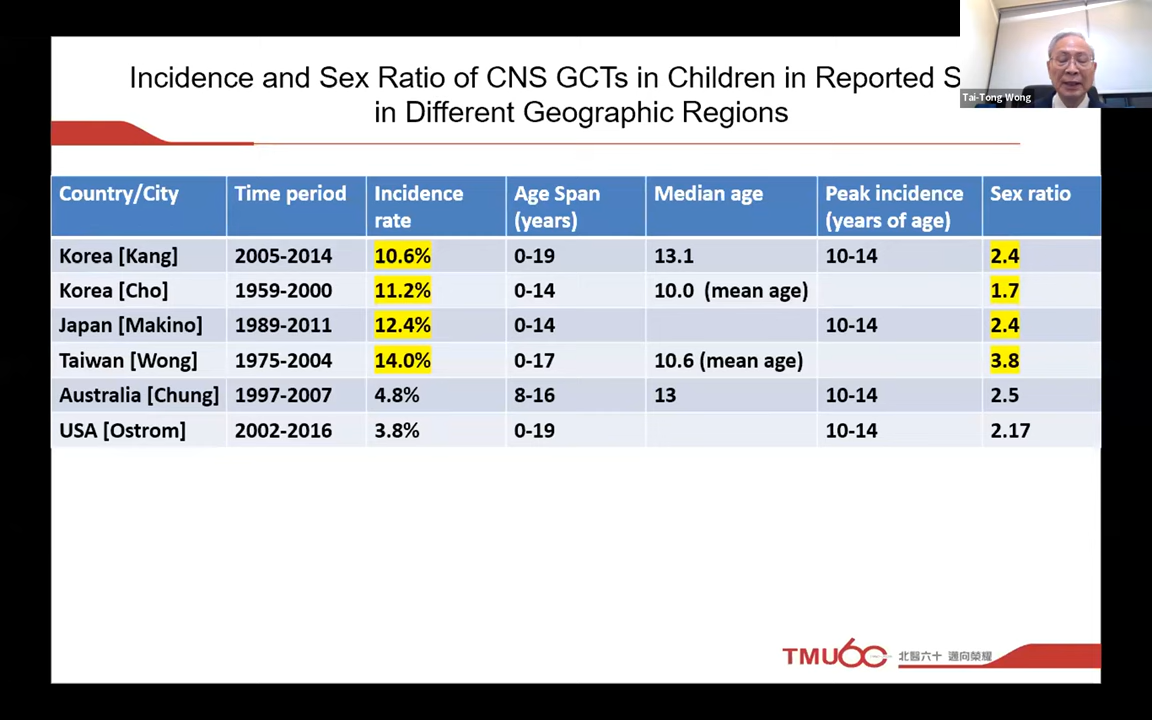 Incidence and Sex Ratio of CNS GCTs in Children in Reported
in Different Geographic Regions
Tai-Tong Wong
Country/City Time period Incidence rate Age Span (years) Median age Peak incidence (years of age) Sex ratio
Korea [Kang] 2005-2014 10.6% 0-19 13.1 10-14 2.4
Korea [Cho] 1959-2000 11.2% 0-14 10.0 (mean age) 1.7
Japan [Makino] 1989-2011 12.4% 0-14 10-14 2.4
Taiwan [Wong] 1975-2004 14.0% 0-17 10.6 (mean age) 3.8
Australia [Chung] 1997-2007 4.8% 8-16 13 10-14 2.5
USA [Ostrom] 2002-2016 3.8% 0-19 10-14 2.17
TMU60 北醫六十 邁向榮耀